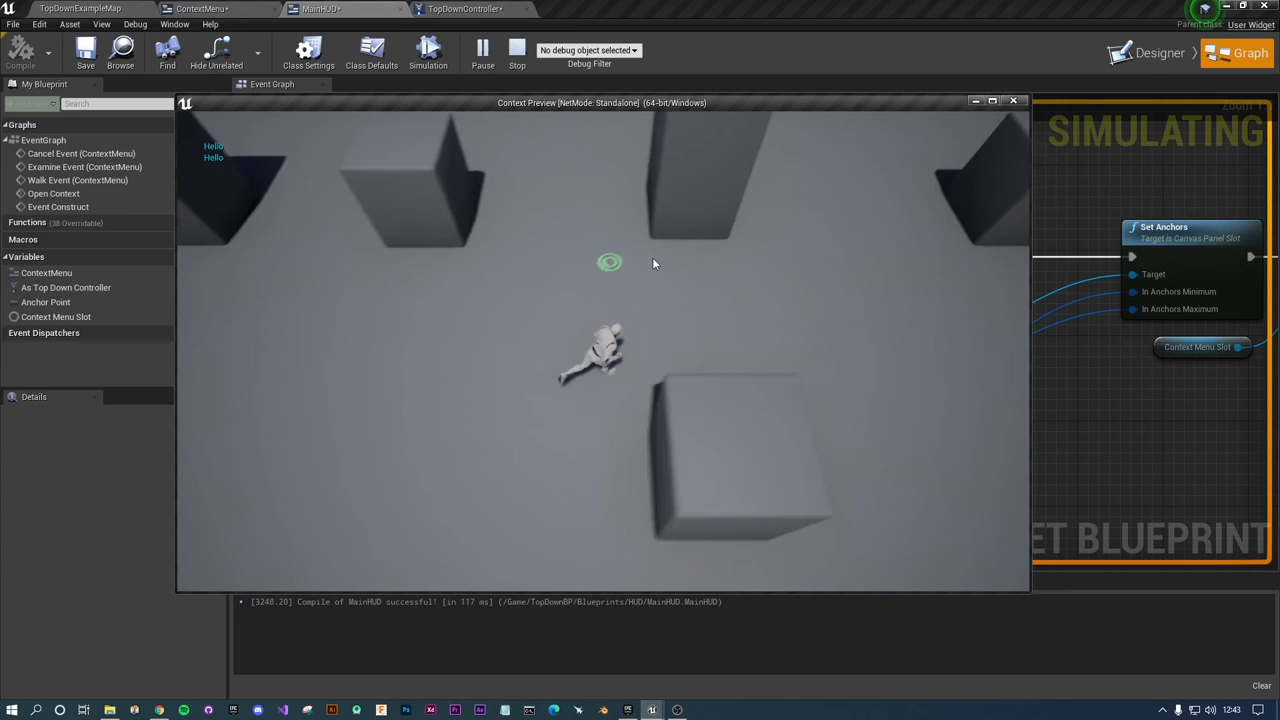 TopDownExampleMap
ContextMenu*
MainHUD*
TopDownController*
File Edit Asset View Debug Window Help
Parent class: User Widget
Compile
Save
Browse
Find
Hide Unrelated
Class Settings
Class Defaults
Simulation
Pause
Stop
No debug object selected
Debug Filter
Designer
Graph
My Blueprint
Event Graph
Search
Context Preview [NetMode: Standalone] (64-bit/Windows)
Graphs
EventGraph
Cancel Event (ContextMenu)
Examine Event (ContextMenu)
Walk Event (ContextMenu)
Open Context
Event Construct
Functions (38 Overridable)
Macros
Variables
ContextMenu
As Top Down Controller
Anchor Point
Context Menu Slot
Event Dispatchers
Details
Hello
Hello
SIMULATING
Set Anchors
Target is Canvas Panel Slot
Target
In Anchors Minimum
In Anchors Maximum
Context Menu Slot
ET BLUEPRINT
[3248.20] Compile of MainHUD successful! [in 117 ms] (/Game/TopDownBP/Blueprints/HUD/MainHUD.MainHUD)
Clear
12:43